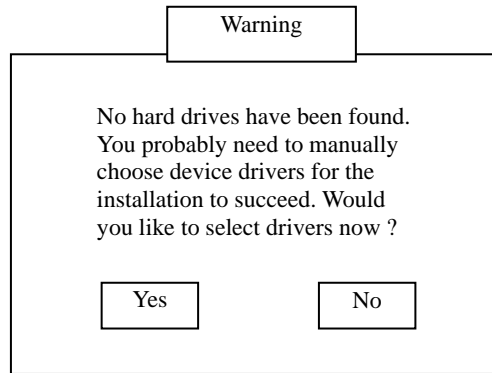 Warning
No hard drives have been found.
You probably need to manually
choose device drivers for the
installation to succeed. Would
you like to select drivers now ?
Yes
No